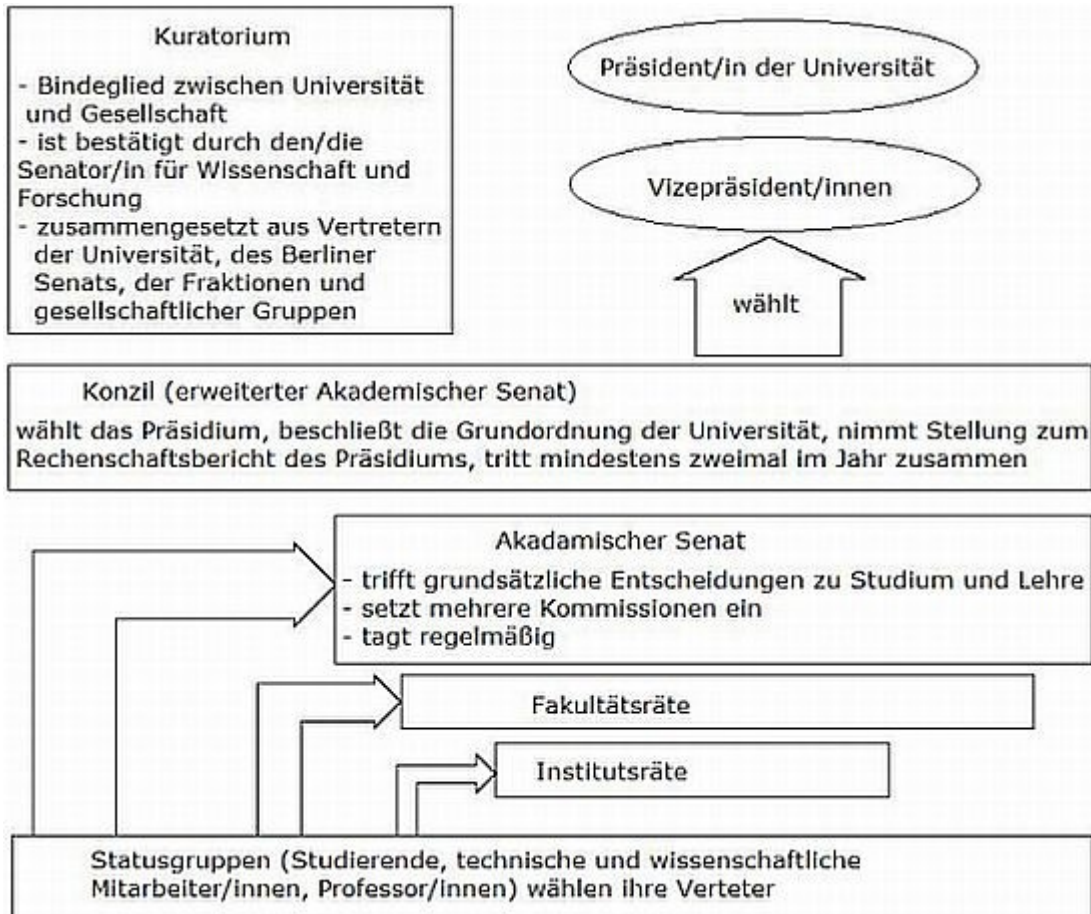 Kuratorium
- Bindeglied zwischen Universität
und Gesellschaft
- ist bestätigt durch den/die
Senator/in für Wissenschaft und
Forschung
- zusammengesetzt aus Vertretern
der Universität, des Berliner
Senats, der Fraktionen und
gesellschaftlicher Gruppen
Präsident/in der Universität
Vizepräsident/innen
wählt
Konzil (erweiterter Akademischer Senat)
wählt das Präsidium, beschließt die Grundordnung der Universität, nimmt Stellung zum
Rechenschaftsbericht des Präsidiums, tritt mindestens zweimal im Jahr zusammen
Akadamischer Senat
- trifft grundsätzliche Entscheidungen zu Studium und Lehre
- setzt mehrere Kommissionen ein
- tagt regelmäßig
Fakultätsräte
Institutsräte
Statusgruppen (Studierende, technische und wissenschaftliche
Mitarbeiter/innen, Professor/innen) wählen ihre Verteter